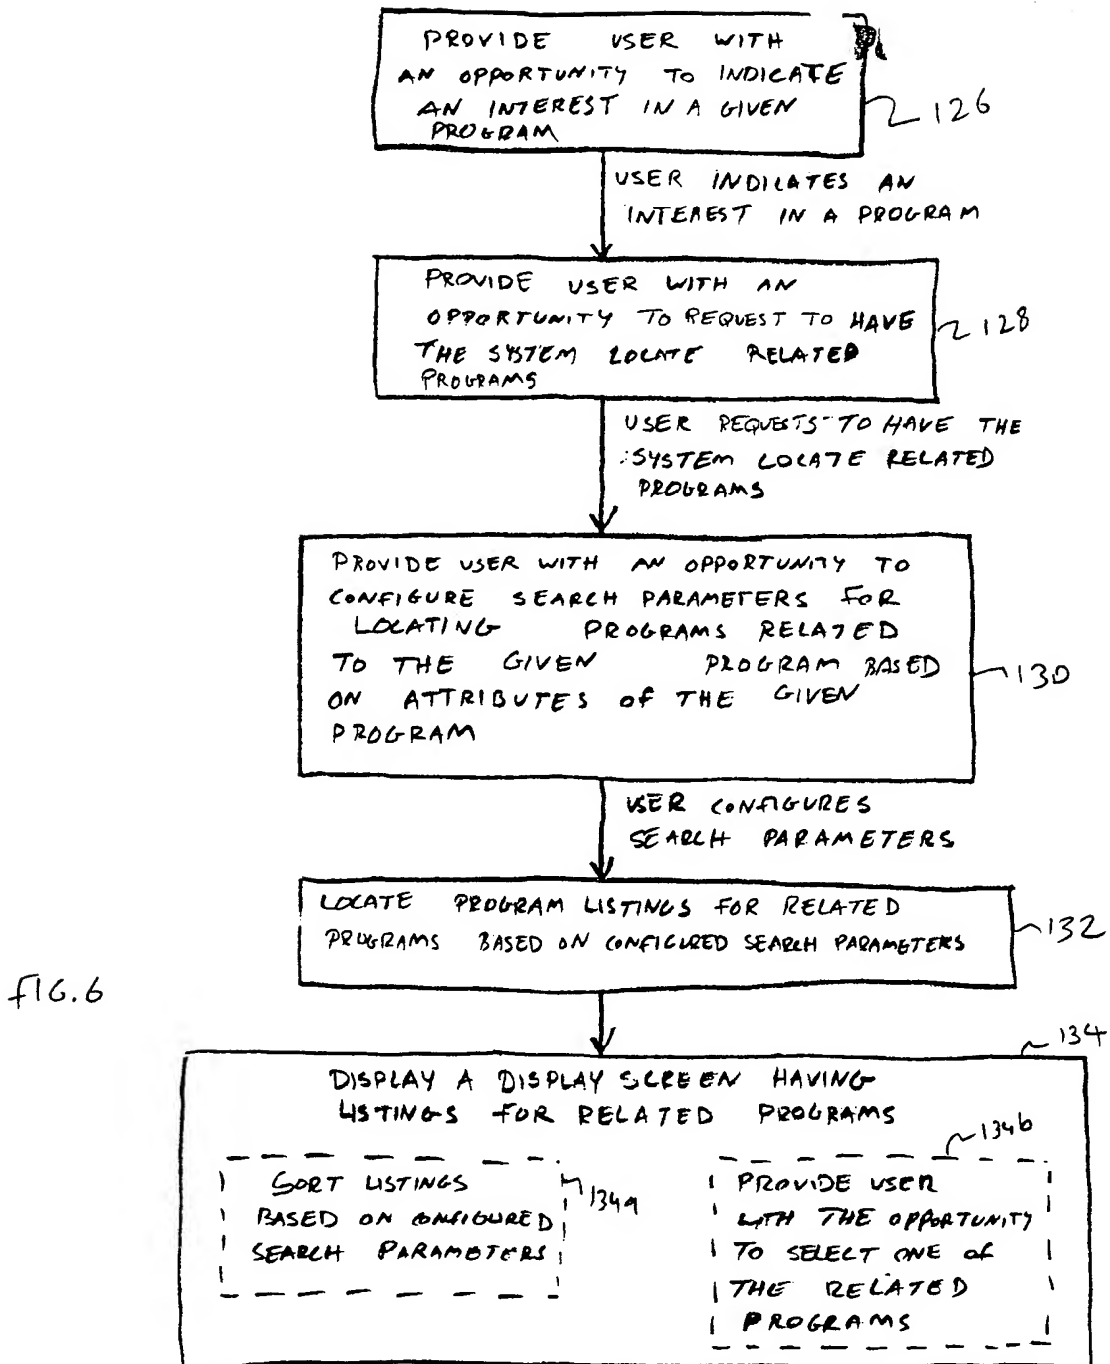 PROVIDE USER WITH
AN OPPORTUNITY TO INDICATE
AN INTEREST IN A GIVEN
PROGRAM
126
USER INDICATES AN
INTEREST IN A PROGRAM
PROVIDE USER WITH AN
OPPORTUNITY TO REQUEST TO HAVE
THE SYSTEM LOCATE RELATED
PROGRAMS
128
USER REQUESTS TO HAVE THE
SYSTEM LOCATE RELATED
PROGRAMS
PROVIDE USER WITH AN OPPORTUNITY TO
CONFIGURE SEARCH PARAMETERS FOR
LOCATING PROGRAMS RELATED
TO THE GIVEN PROGRAM BASED
ON ATTRIBUTES OF THE GIVEN
PROGRAM
130
USER CONFIGURES
SEARCH PARAMETERS
LOCATE PROGRAM LISTINGS FOR RELATED
PROGRAMS BASED ON CONFIGURED SEARCH PARAMETERS
132
FIG.6
134
DISPLAY A DISPLAY SCREEN HAVING
LISTINGS FOR RELATED PROGRAMS
SORT LISTINGS
BASED ON CONFIGURED
SEARCH PARAMETERS
134a
134b
PROVIDE USER
WITH THE OPPORTUNITY
TO SELECT ONE OF
THE RELATED
PROGRAMS